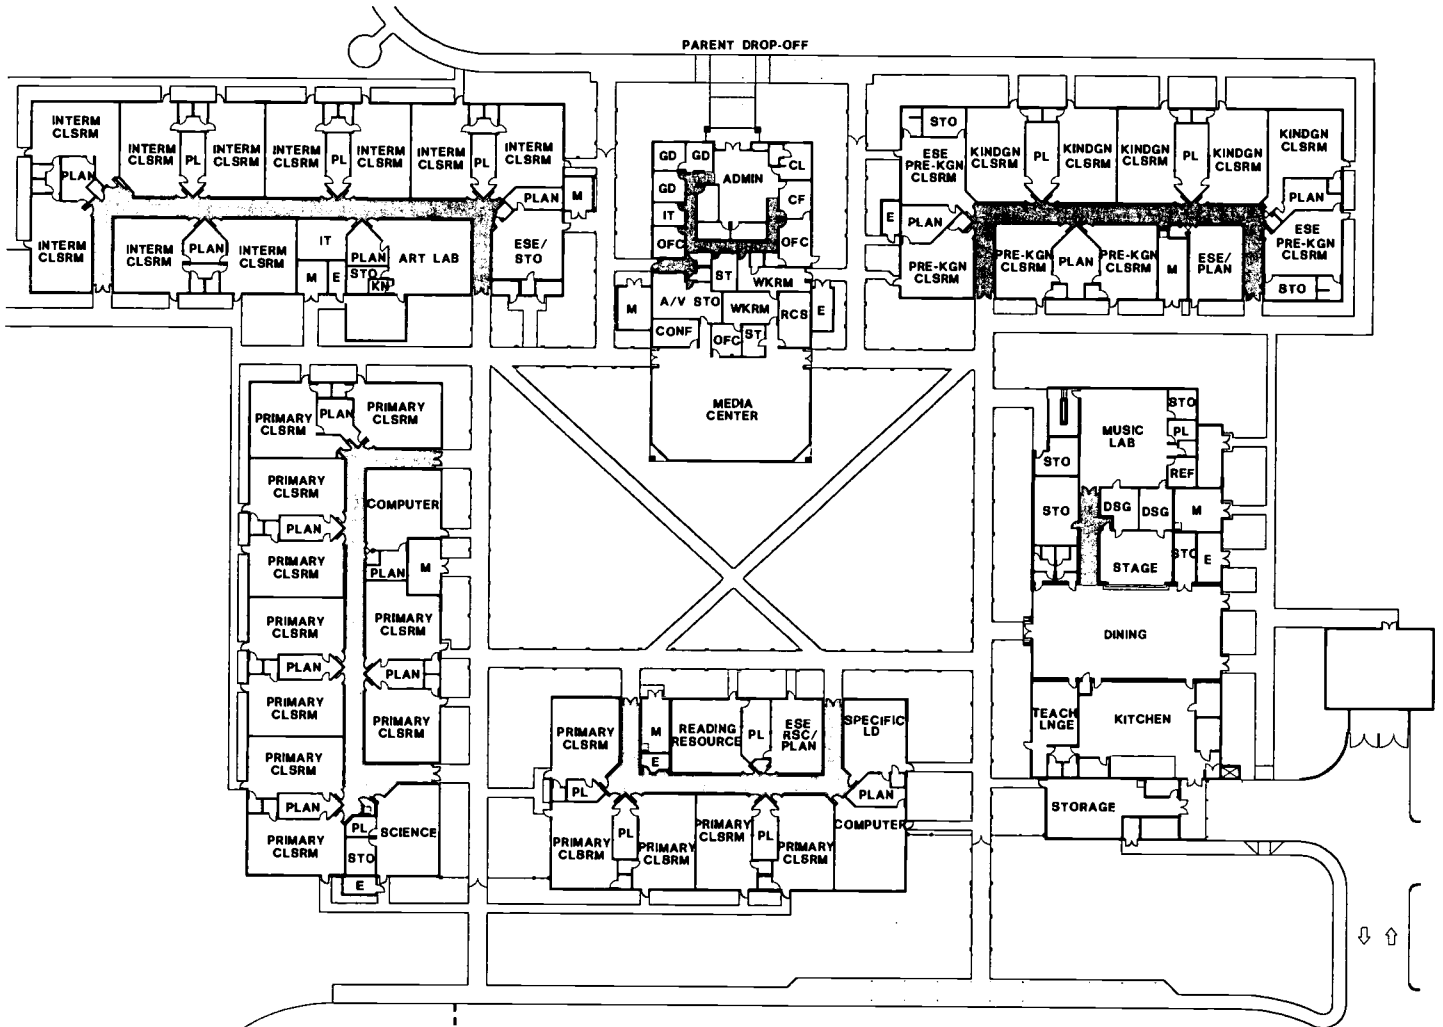 PARENT DROP-OFF
INTERM
CLSRM
INTERM
CLSRM
PL
INTERM
CLSRM
INTERM
CLSRM
PL
INTERM
CLSRM
INTERM
CLSRM
PL
INTERM
CLSRM
PLAN
PLAN
M
INTERM
CLSRM
INTERM
CLSRM
PLAN
INTERM
CLSRM
IT
M
E
PLAN
STO
KN
ART LAB
ESE/
STO
GD
GD
GD
IT
OFC
ADMIN
CL
CF
OFC
ST
WKRM
A/V STO
WKRM
RCS
M
E
CONF
OFC
ST
MEDIA
CENTER
STO
ESE
PRE-KGN
CLSRM
KINDGN
CLSRM
PL
KINDGN
CLSRM
KINDGN
CLSRM
PL
KINDGN
CLSRM
KINDGN
CLSRM
E
PLAN
PLAN
PRE-KGN
CLSRM
PRE-KGN
CLSRM
PLAN
PRE-KGN
CLSRM
M
ESE/
PLAN
ESE
PRE-KGN
CLSRM
STO
PRIMARY
CLSRM
PLAN
PRIMARY
CLSRM
PRIMARY
CLSRM
COMPUTER
PLAN
PRIMARY
CLSRM
PLAN
M
PRIMARY
CLSRM
PRIMARY
CLSRM
PLAN
PLAN
PRIMARY
CLSRM
PRIMARY
CLSRM
PRIMARY
CLSRM
PLAN
PRIMARY
CLSRM
PL
SCIENCE
STO
E
MUSIC
LAB
STO
PL
REF
STO
STO
DSG
DSG
M
STAGE
STO
E
DINING
TEACH
LNGE
KITCHEN
STORAGE
PRIMARY
CLSRM
M
E
READING
RESOURCE
PL
ESE
RSC/
PLAN
SPECIFIC
LD
PL
PLAN
PRIMARY
CLSRM
PL
PRIMARY
CLSRM
PRIMARY
CLSRM
PL
PRIMARY
CLSRM
COMPUTER